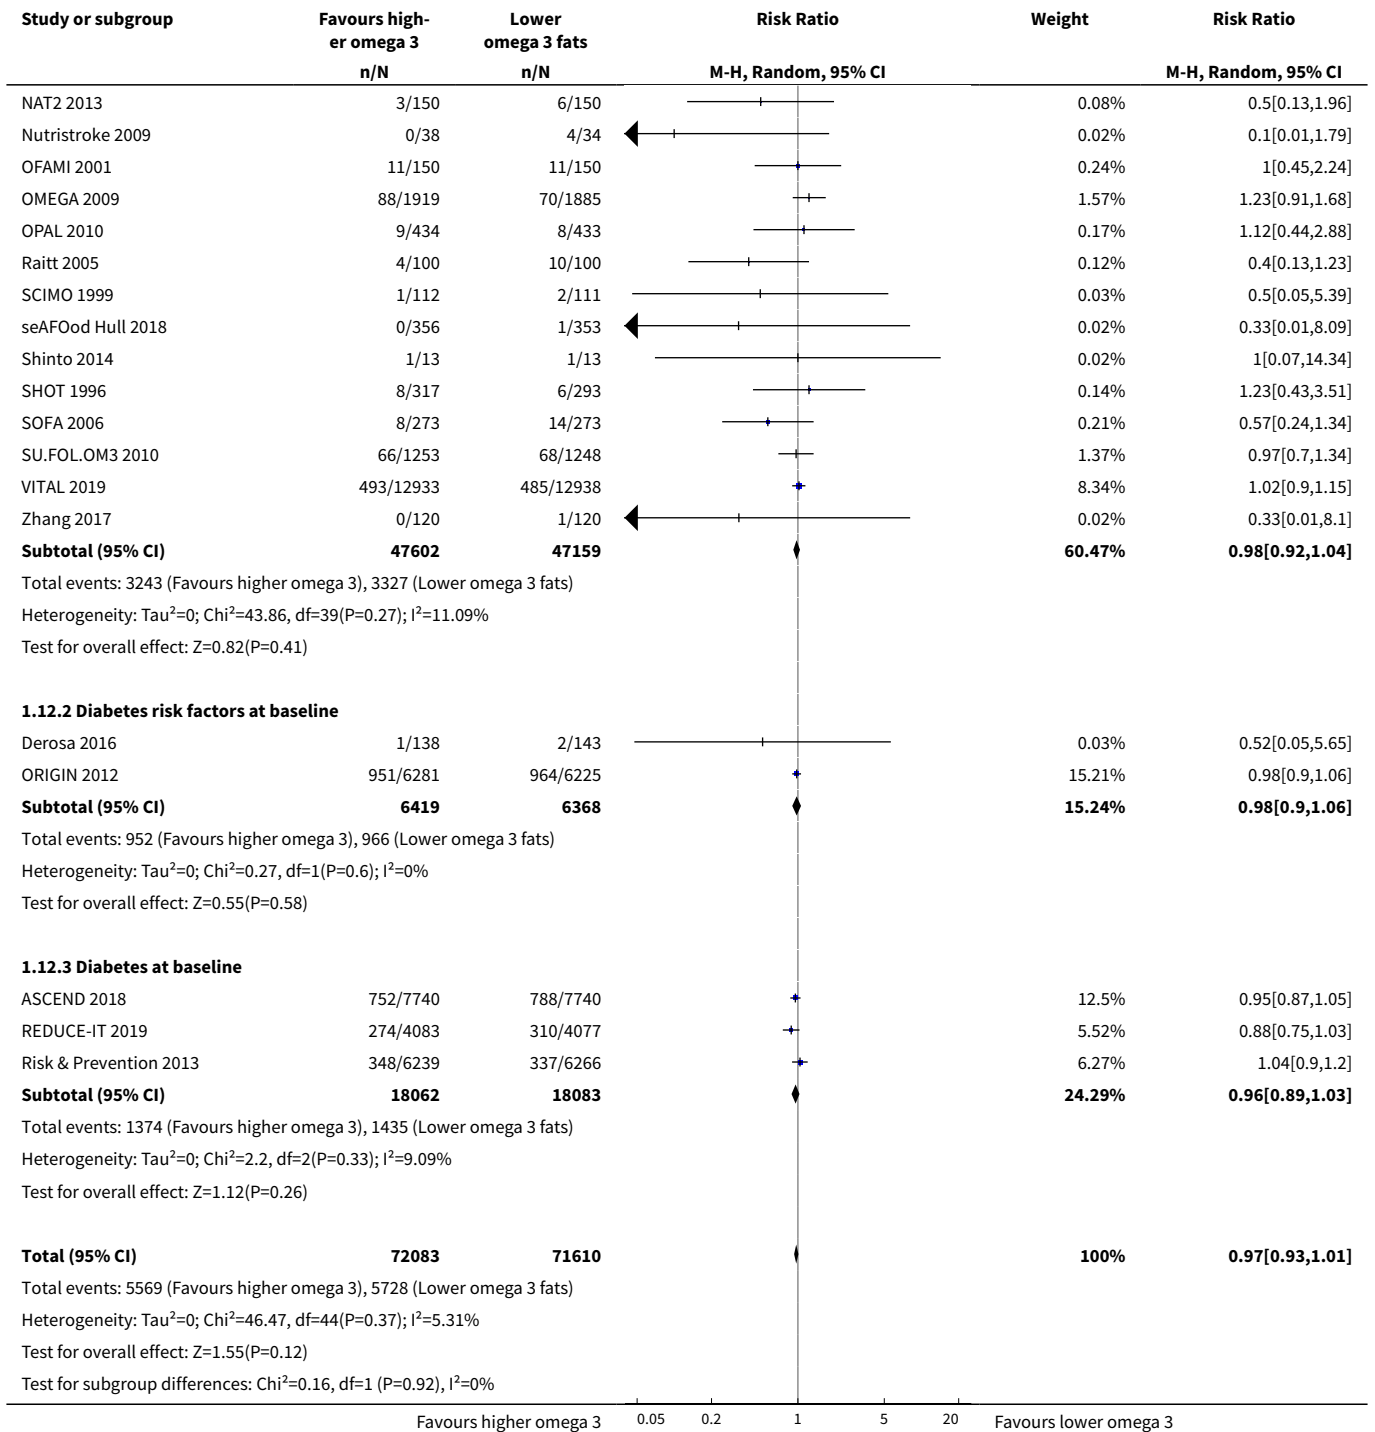 Study or subgroup Favours high- Lower Risk Ratio Weight Risk Ratio
er omega 3 omega 3 fats
n/N n/N M-H, Random, 95% CI M-H, Random, 95% CI
NAT2 2013 3/150 6/150 0.08% 0.5[0.13,1.96]
Nutristroke 2009 0/38 4/34 0.02% 0.1[0.01,1.79]
OFAMI 2001 11/150 11/150 0.24% 1[0.45,2.24]
OMEGA 2009 88/1919 70/1885 1.57% 1.23[0.91,1.68]
OPAL 2010 9/434 8/433 0.17% 1.12[0.44,2.88]
Raitt 2005 4/100 10/100 0.12% 0.4[0.13,1.23]
SCIMO 1999 1/112 2/111 0.03% 0.5[0.05,5.39]
seAFOod Hull 2018 0/356 1/353 0.02% 0.33[0.01,8.09]
Shinto 2014 1/13 1/13 0.02% 1[0.07,14.34]
SHOT 1996 8/317 6/293 0.14% 1.23[0.43,3.51]
SOFA 2006 8/273 14/273 0.21% 0.57[0.24,1.34]
SU.FOL.OM3 2010 66/1253 68/1248 1.37% 0.97[0.7,1.34]
VITAL 2019 493/12933 485/12938 8.34% 1.02[0.9,1.15]
Zhang 2017 0/120 1/120 0.02% 0.33[0.01,8.1]
Subtotal (95% CI) 47602 47159 60.47% 0.98[0.92,1.04]
Total events: 3243 (Favours higher omega 3), 3327 (Lower omega 3 fats)
Heterogeneity: Tau²=0; Chi²=43.86, df=39(P=0.27); I²=11.09%
Test for overall effect: Z=0.82(P=0.41)
1.12.2 Diabetes risk factors at baseline
Derosa 2016 1/138 2/143 0.03% 0.52[0.05,5.65]
ORIGIN 2012 951/6281 964/6225 15.21% 0.98[0.9,1.06]
Subtotal (95% CI) 6419 6368 15.24% 0.98[0.9,1.06]
Total events: 952 (Favours higher omega 3), 966 (Lower omega 3 fats)
Heterogeneity: Tau²=0; Chi²=0.27, df=1(P=0.6); I²=0%
Test for overall effect: Z=0.55(P=0.58)
1.12.3 Diabetes at baseline
ASCEND 2018 752/7740 788/7740 12.5% 0.95[0.87,1.05]
REDUCE-IT 2019 274/4083 310/4077 5.52% 0.88[0.75,1.03]
Risk & Prevention 2013 348/6239 337/6266 6.27% 1.04[0.9,1.2]
Subtotal (95% CI) 18062 18083 24.29% 0.96[0.89,1.03]
Total events: 1374 (Favours higher omega 3), 1435 (Lower omega 3 fats)
Heterogeneity: Tau²=0; Chi²=2.2, df=2(P=0.33); I²=9.09%
Test for overall effect: Z=1.12(P=0.26)
Total (95% CI) 72083 71610 100% 0.97[0.93,1.01]
Total events: 5569 (Favours higher omega 3), 5728 (Lower omega 3 fats)
Heterogeneity: Tau²=0; Chi²=46.47, df=44(P=0.37); I²=5.31%
Test for overall effect: Z=1.55(P=0.12)
Test for subgroup differences: Chi²=0.16, df=1 (P=0.92), I²=0%
Favours higher omega 3 0.05 0.2 1 5 20 Favours lower omega 3